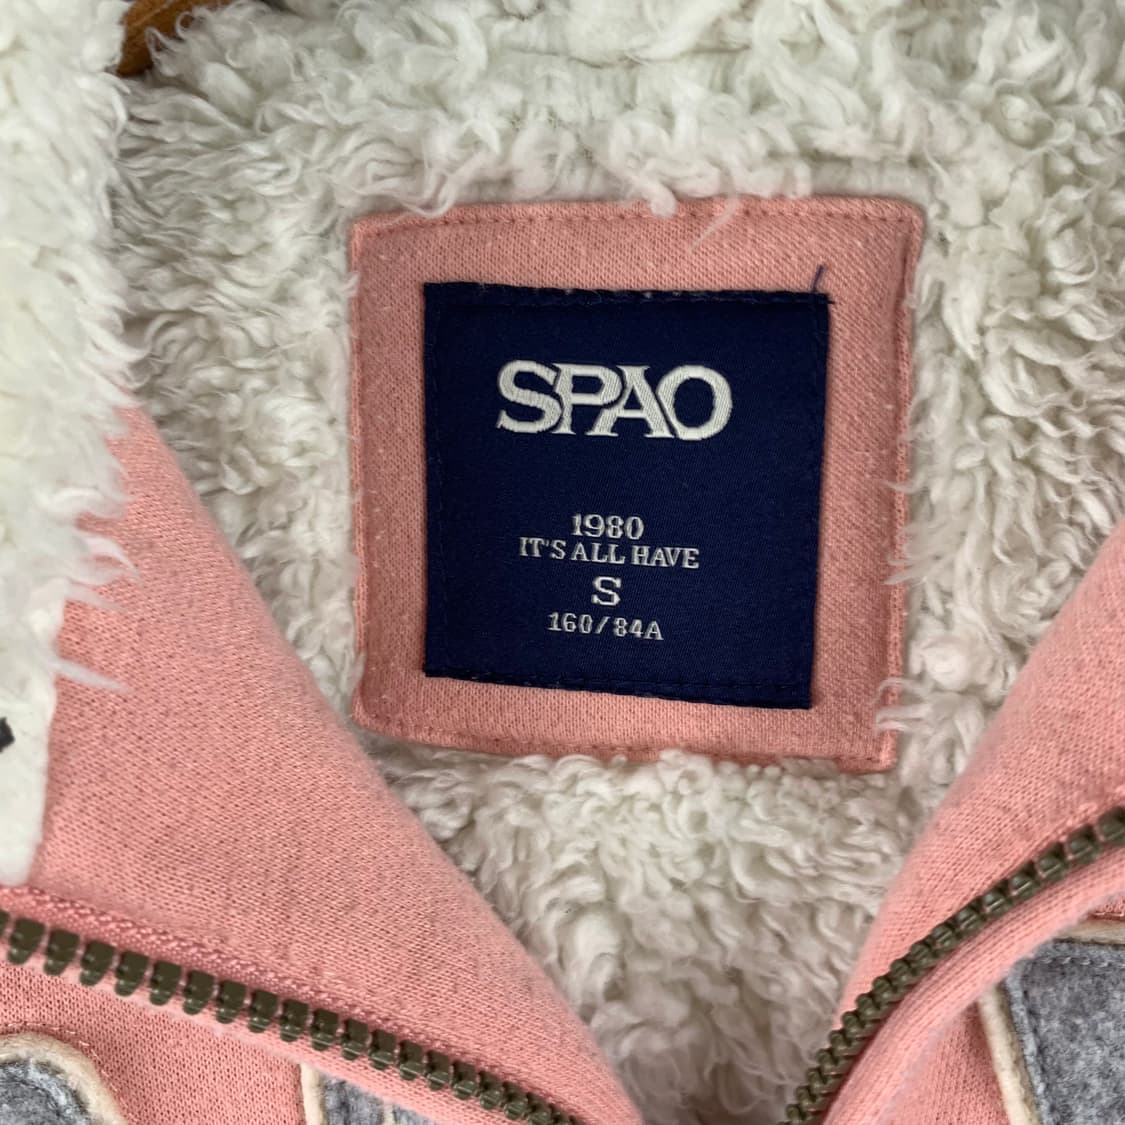 SPAO
1980
IT'S ALL HAVE
S
160/84A